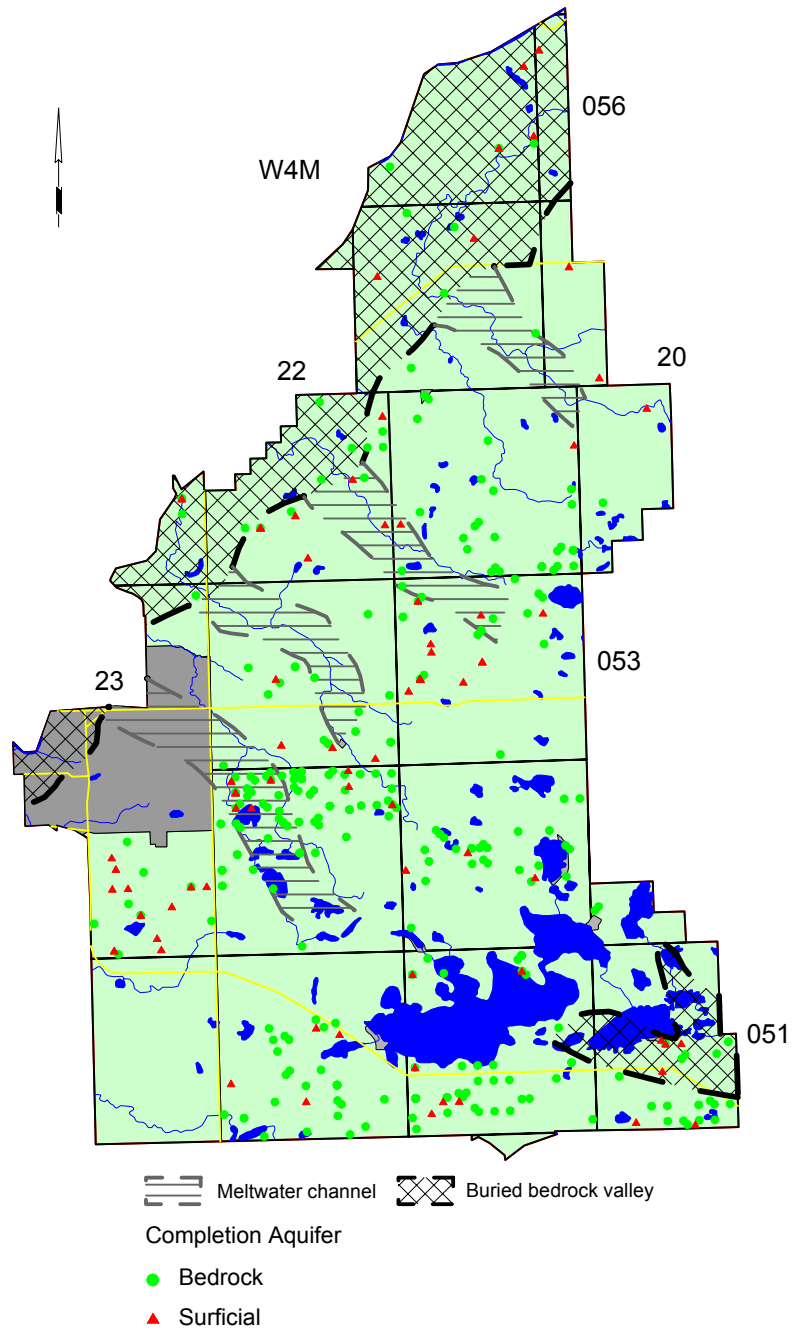 056
W4M
20
22
053
23
051
Meltwater channel
Buried bedrock valley
Completion Aquifer
Bedrock
Surficial